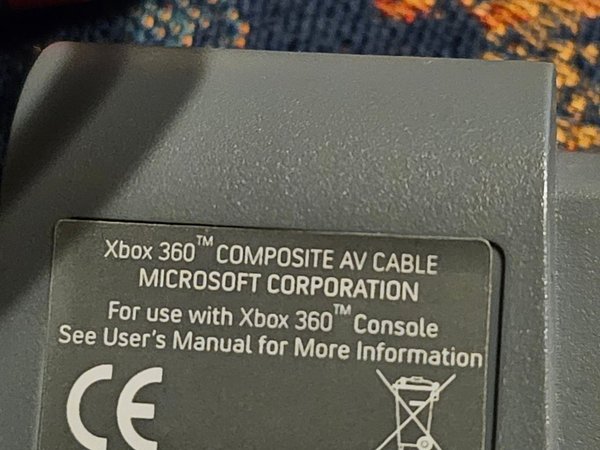 Xbox 360™ COMPOSITE AV CABLE
MICROSOFT CORPORATION
For use with Xbox 360™ Console
See User's Manual for More Information
CE